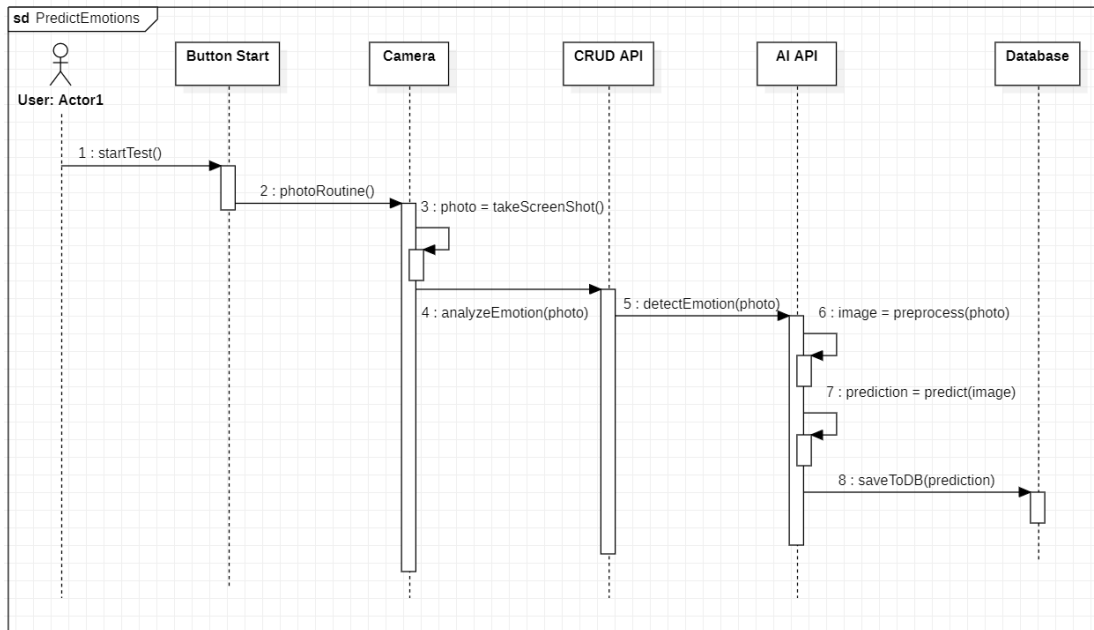 sd PredictEmotions
User: Actor1
Button Start
Camera
CRUD API
AI API
Database
1 : startTest()
2 : photoRoutine()
3 : photo = takeScreenShot()
4 : analyzeEmotion(photo)
5 : detectEmotion(photo)
6 : image = preprocess(photo)
7 : prediction = predict(image)
8 : saveToDB(prediction)